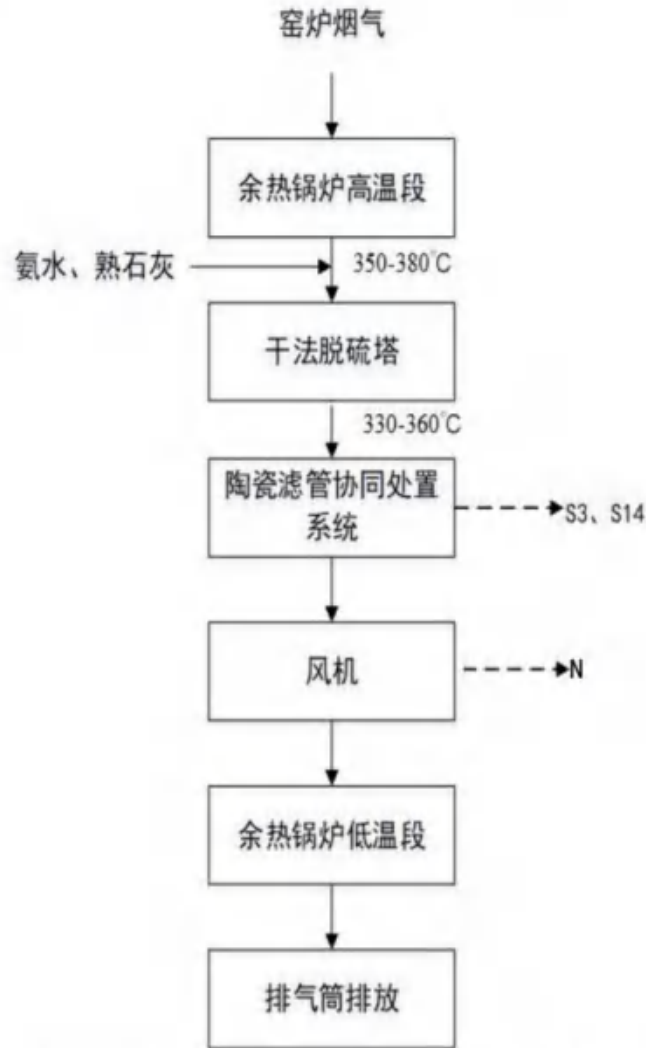 窑炉烟气
余热锅炉高温段
氨水、熟石灰
350-380℃
干法脱硫塔
330-360℃
陶瓷滤管协同处置
系统
S3、S14
风机
N
余热锅炉低温段
排气筒排放